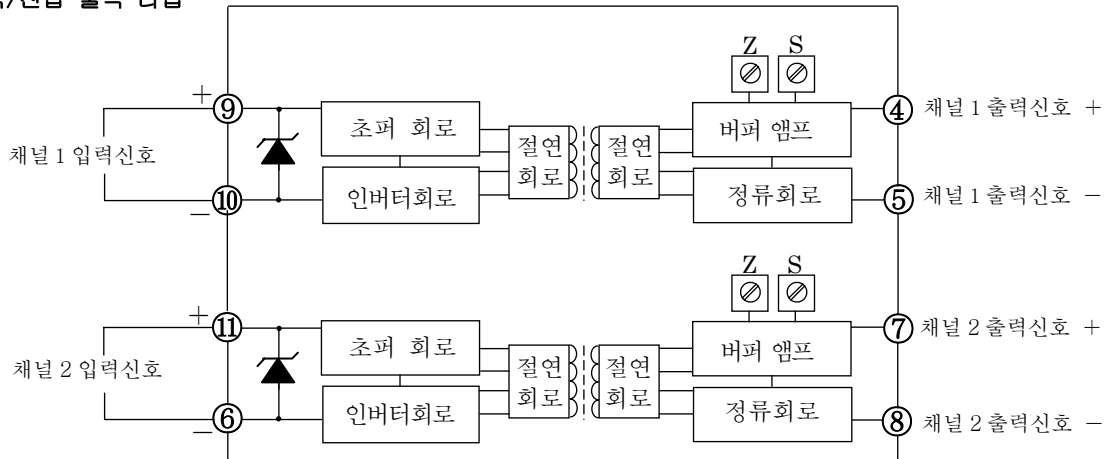 Z S
+ ⑨ 초퍼 회로 절연 회로 절연 회로 버퍼 앰프 ④ 채널 1 출력신호 +
채널 1 입력신호
− ⑩ 인버터회로 정류회로 ⑤ 채널 1 출력신호 −
Z S
+ ⑪ 초퍼 회로 절연 회로 절연 회로 버퍼 앰프 ⑦ 채널 2 출력신호 +
채널 2 입력신호
− ⑥ 인버터회로 정류회로 ⑧ 채널 2 출력신호 −